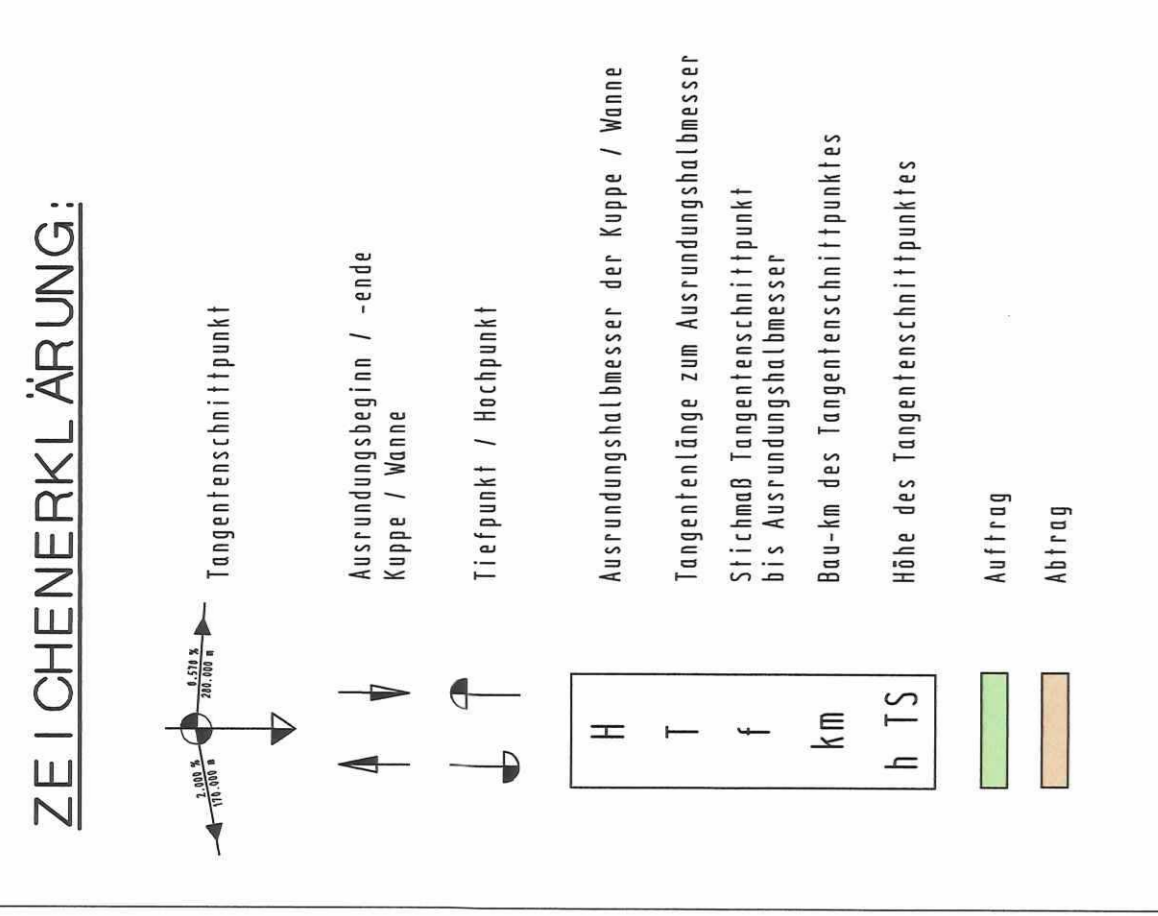 ZEICHENERKLÄRUNG:
2.000 %
170.000 m
0.570 %
280.000 m
Tangentenschnittpunkt
Ausrundungsbeginn / -ende
Kuppe / Wanne
Tiefpunkt / Hochpunkt
H
Ausrundungshalbmesser der Kuppe / Wanne
T
Tangentenlänge zum Ausrundungshalbmesser
f
Stichmaß Tangentenschnittpunkt
bis Ausrundungshalbmesser
km
Bau-km des Tangentenschnittpunktes
h TS
Höhe des Tangentenschnittpunktes
Auftrag
Abtrag